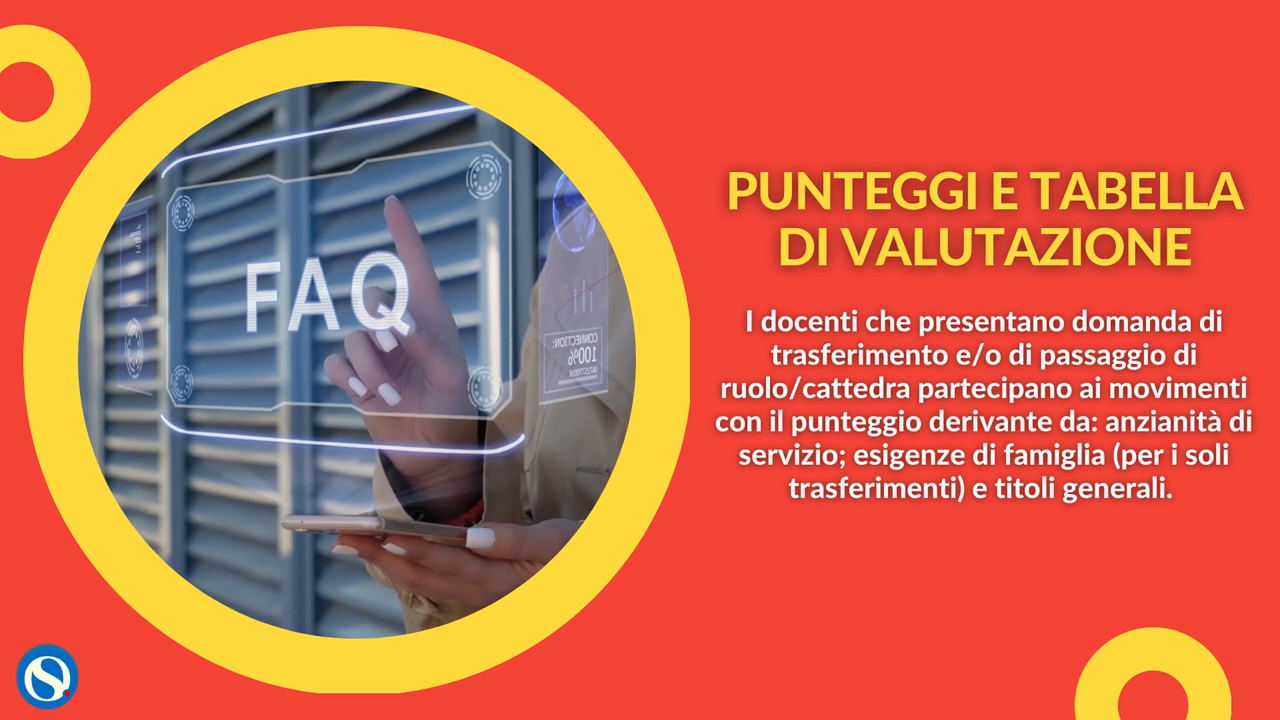 PUNTEGGI E TABELLA
DI VALUTAZIONE
I docenti che presentano domanda di
trasferimento e/o di passaggio di
ruolo/cattedra partecipano ai movimenti
con il punteggio derivante da: anzianità di
servizio; esigenze di famiglia (per i soli
trasferimenti) e titoli generali.
FAQ
CONNECTION:
100%